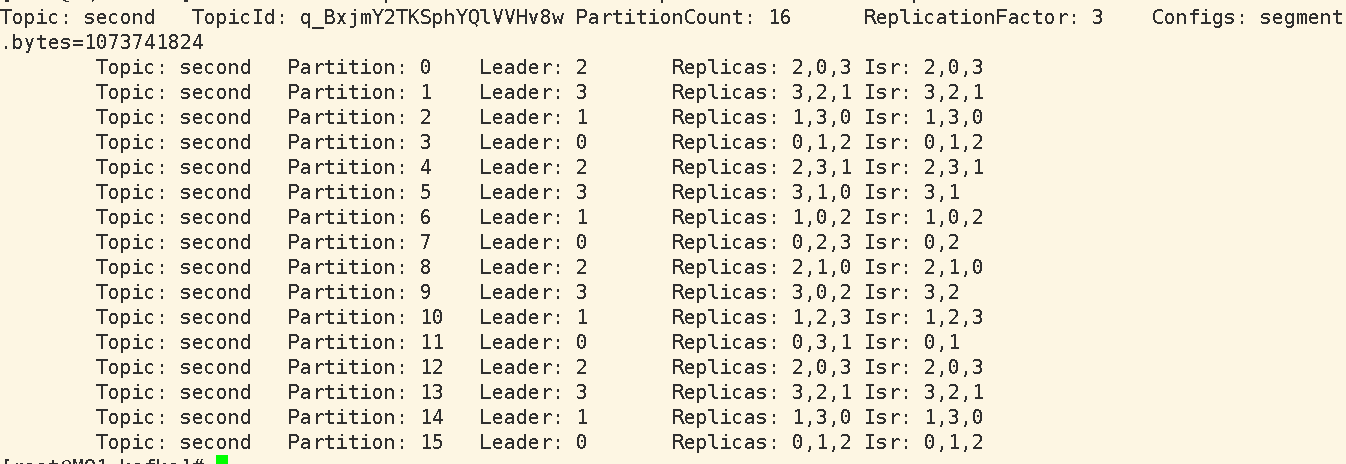 Topic: second   TopicId: q_BxjmY2TKSphYQlVVHv8w PartitionCount: 16      ReplicationFactor: 3    Configs: segment
.bytes=1073741824
        Topic: second   Partition: 0    Leader: 2       Replicas: 2,0,3 Isr: 2,0,3
        Topic: second   Partition: 1    Leader: 3       Replicas: 3,2,1 Isr: 3,2,1
        Topic: second   Partition: 2    Leader: 1       Replicas: 1,3,0 Isr: 1,3,0
        Topic: second   Partition: 3    Leader: 0       Replicas: 0,1,2 Isr: 0,1,2
        Topic: second   Partition: 4    Leader: 2       Replicas: 2,3,1 Isr: 2,3,1
        Topic: second   Partition: 5    Leader: 3       Replicas: 3,1,0 Isr: 3,1
        Topic: second   Partition: 6    Leader: 1       Replicas: 1,0,2 Isr: 1,0,2
        Topic: second   Partition: 7    Leader: 0       Replicas: 0,2,3 Isr: 0,2
        Topic: second   Partition: 8    Leader: 2       Replicas: 2,1,0 Isr: 2,1,0
        Topic: second   Partition: 9    Leader: 3       Replicas: 3,0,2 Isr: 3,2
        Topic: second   Partition: 10   Leader: 1       Replicas: 1,2,3 Isr: 1,2,3
        Topic: second   Partition: 11   Leader: 0       Replicas: 0,3,1 Isr: 0,1
        Topic: second   Partition: 12   Leader: 2       Replicas: 2,0,3 Isr: 2,0,3
        Topic: second   Partition: 13   Leader: 3       Replicas: 3,2,1 Isr: 3,2,1
        Topic: second   Partition: 14   Leader: 1       Replicas: 1,3,0 Isr: 1,3,0
        Topic: second   Partition: 15   Leader: 0       Replicas: 0,1,2 Isr: 0,1,2
[root@MQ1 kafka]#